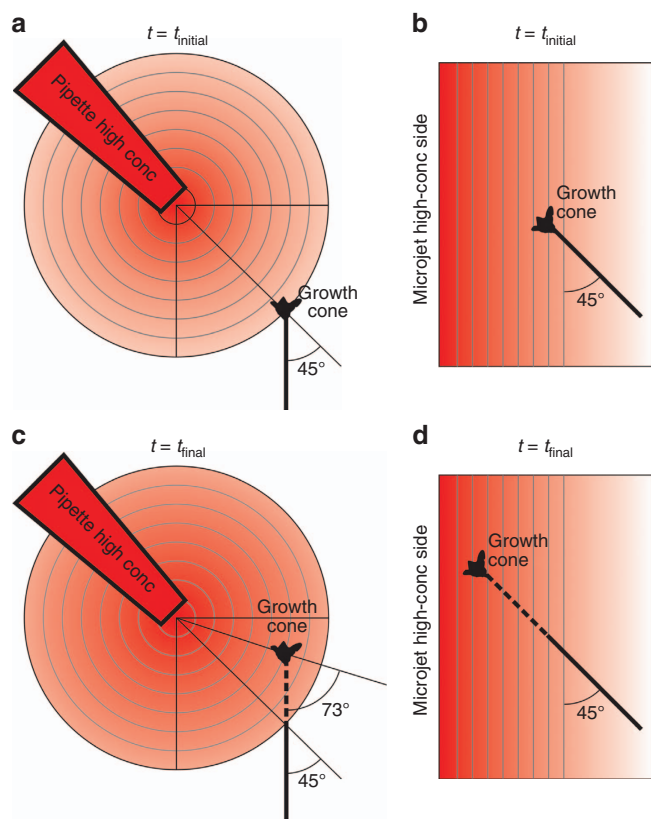 a
t = tinitial
Pipette high conc
Growth
cone
45°
b
t = tinitial
Microjet high-conc side
Growth
cone
45°
c
t = tfinal
Pipette high conc
Growth
cone
73°
45°
d
t = tfinal
Microjet high-conc side
Growth
cone
45°